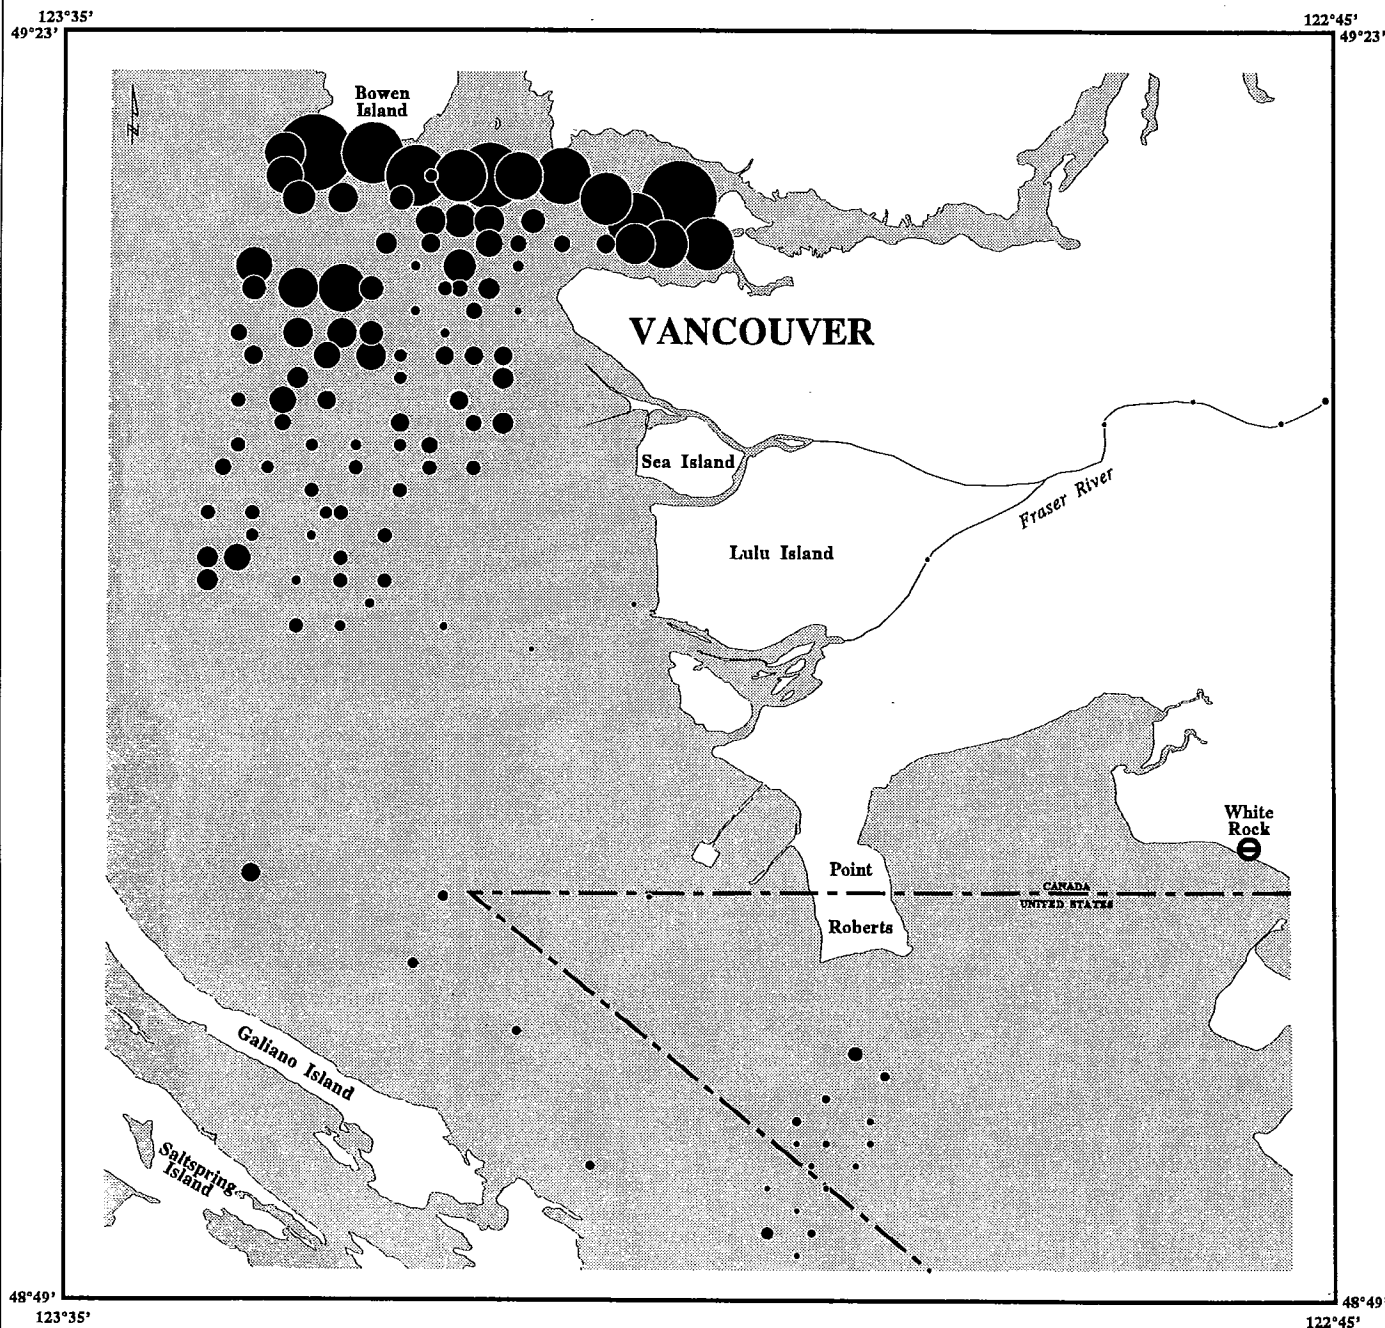 123°35'
122°45'
49°23'
49°23'
Bowen
Island
N
VANCOUVER
Sea Island
Fraser River
Lulu Island
White
Rock
Point
CANADA
UNITED STATES
Roberts
Galiano Island
Saltspring
Island
48°49'
48°49'
123°35'
122°45'